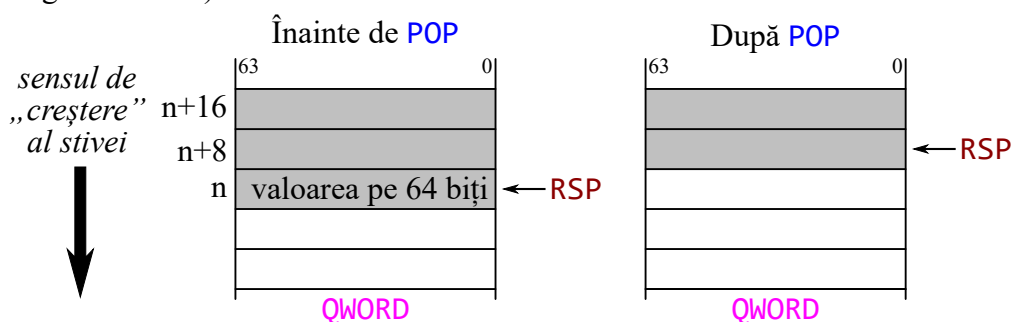 Înainte de POP
După POP
63 0
63 0
sensul de
„creștere”
al stivei
n+16
n+8
n
valoarea pe 64 biți
RSP
RSP
QWORD
QWORD